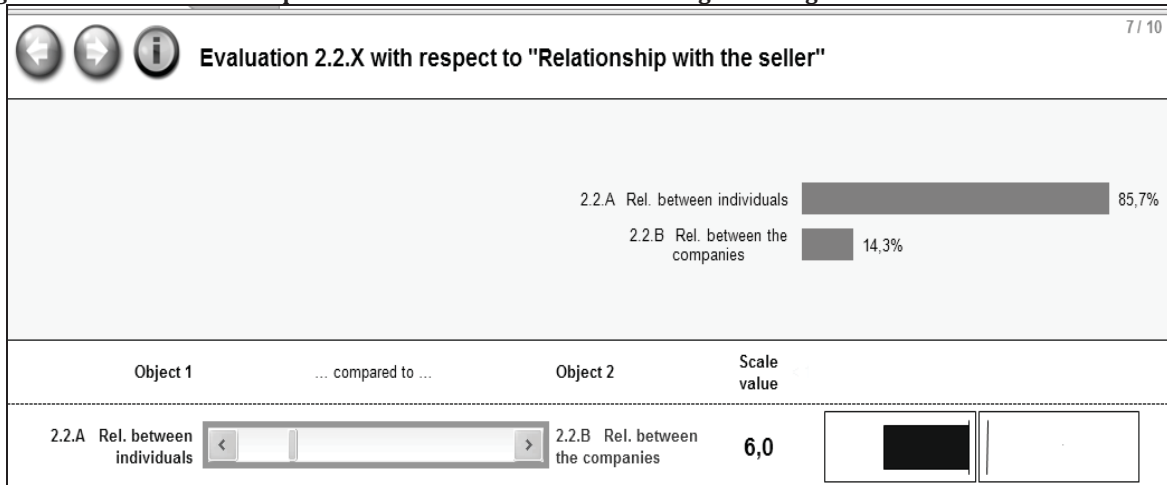 7 / 10
Evaluation 2.2.X with respect to "Relationship with the seller"
2.2.A Rel. between individuals
85,7%
2.2.B Rel. between the
companies
14,3%
Object 1
... compared to ...
Object 2
Scale
value
2.2.A Rel. between
individuals
2.2.B Rel. between
the companies
6,0